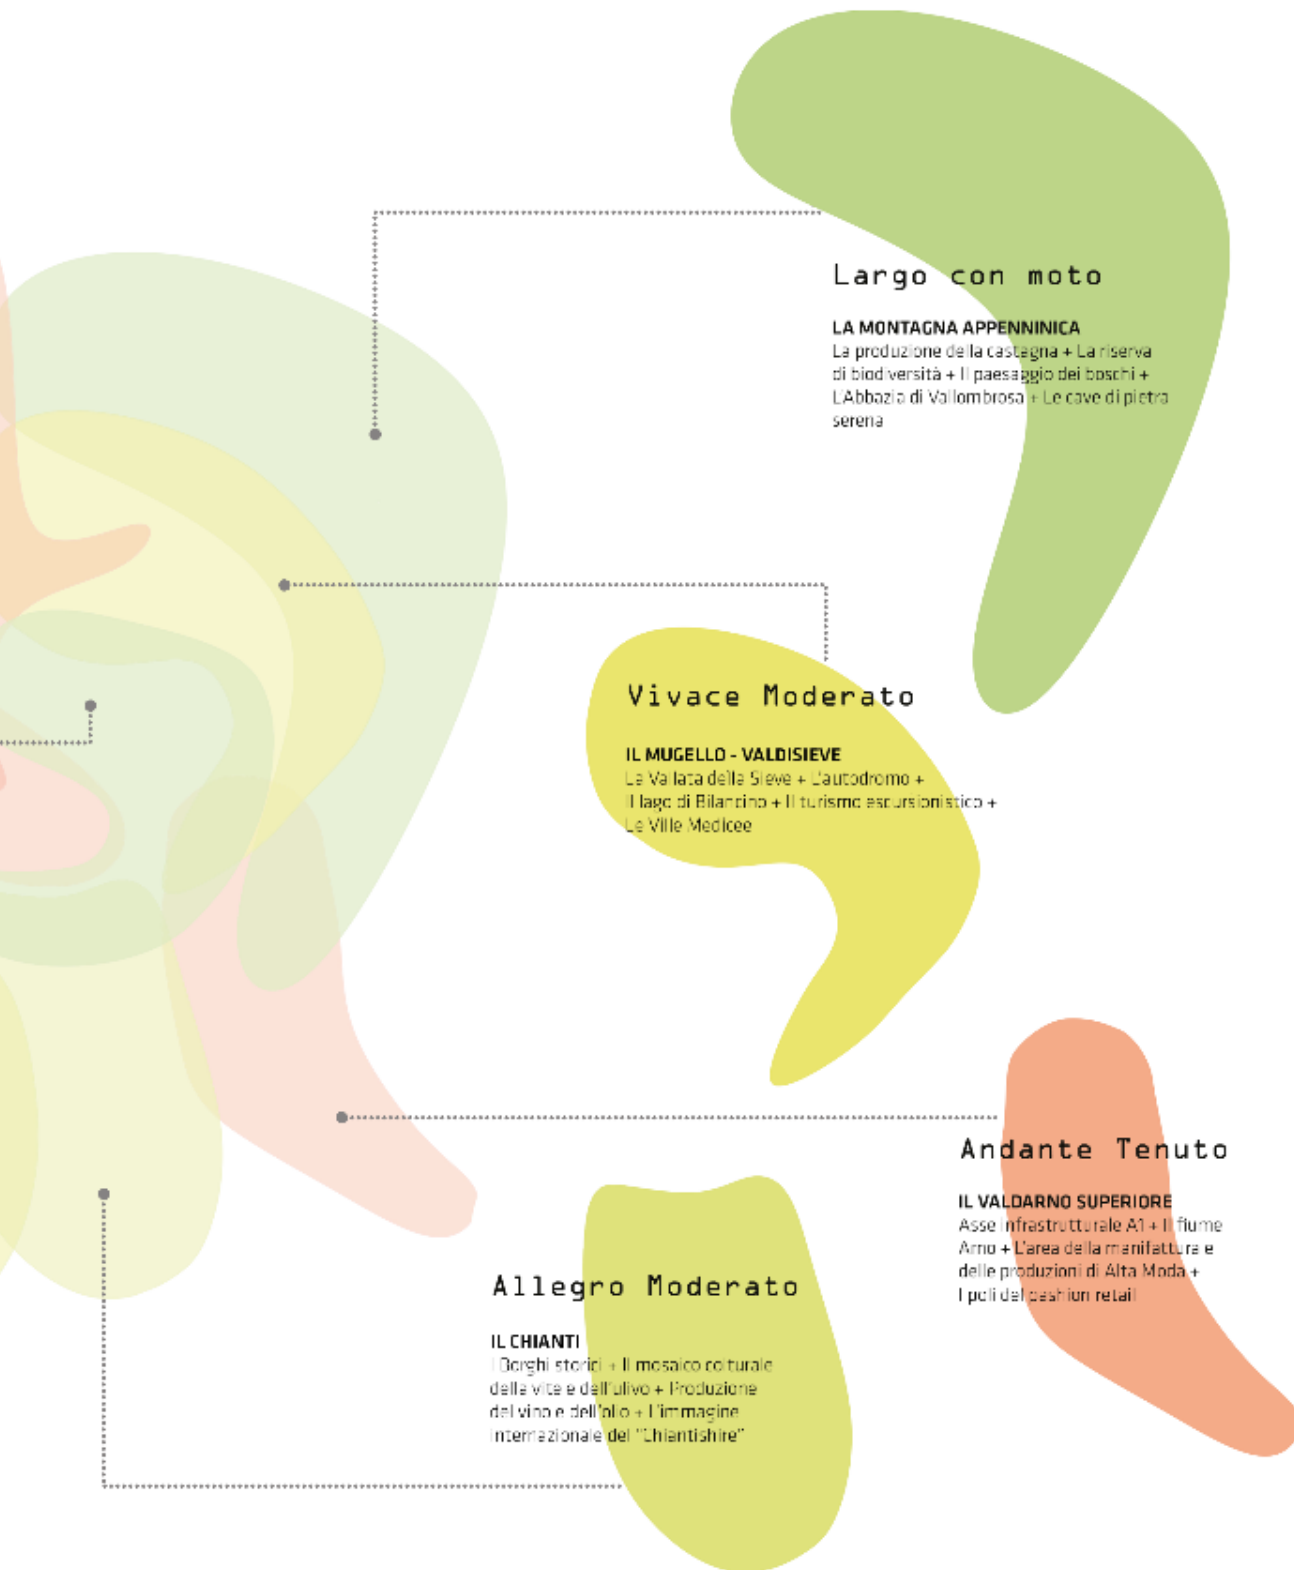 Largo con moto
LA MONTAGNA APPENNINICA
La produzione della castagna + La riserva
di biodiversità + Il paesaggio dei boschi +
L'Abbazia di Vallombrosa + Le cave di pietra
serena
Vivace Moderato
IL MUGELLO - VALDISIEVE
La Vallata della Sieve + L'autodromo +
Il lago di Bilancino + Il turismo escursionistico +
Le Ville Medicee
Andante Tenuto
IL VALDARNO SUPERIORE
Asse infrastrutturale A1 + Il fiume
Arno + L'area della manifattura e
delle produzioni di Alta Moda +
I poli del pashion retail
Allegro Moderato
IL CHIANTI
I Borghi storici + Il mosaico colturale
della vite e dell'ulivo + Produzione
del vino e dell'olio + L'immagine
internazionale del "Chiantishire"